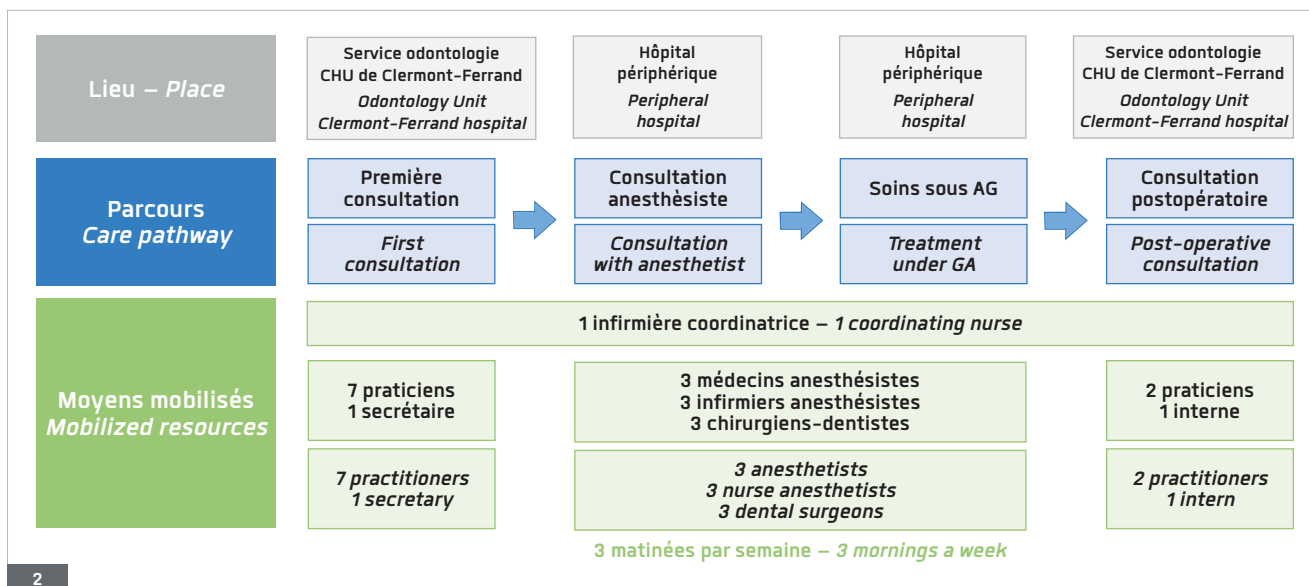 Lieu – Place
Service odontologie
CHU de Clermont-Ferrand
Odontology Unit
Clermont-Ferrand hospital
Hôpital
périphérique
Peripheral
hospital
Hôpital
périphérique
Peripheral
hospital
Service odontologie
CHU de Clermont-Ferrand
Odontology Unit
Clermont-Ferrand hospital
Parcours
Care pathway
Première
consultation
First
consultation
Consultation
anesthèsiste
Consultation
with anesthetist
Soins sous AG
Treatment
under GA
Consultation
postopératoire
Post-operative
consultation
Moyens mobilisés
Mobilized resources
1 infirmière coordinatrice – 1 coordinating nurse
7 praticiens
1 secrétaire
7 practitioners
1 secretary
3 médecins anesthésistes
3 infirmiers anesthésistes
3 chirurgiens-dentistes
3 anesthetists
3 nurse anesthetists
3 dental surgeons
2 praticiens
1 interne
2 practitioners
1 intern
3 matinées par semaine – 3 mornings a week
2